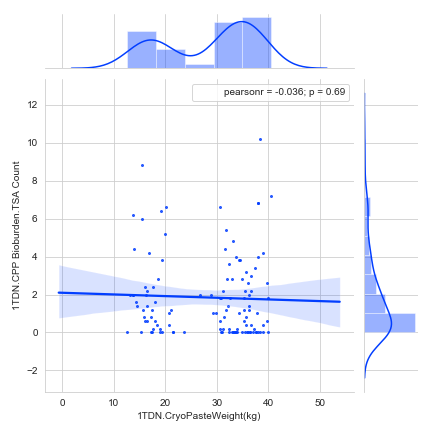 pearsonr = -0.036; p = 0.69
12
10
8
6
4
2
0
−2
1TDN.CPP Bioburden:TSA Count
0 10 20 30 40 50
1TDN.CryoPasteWeight(kg)